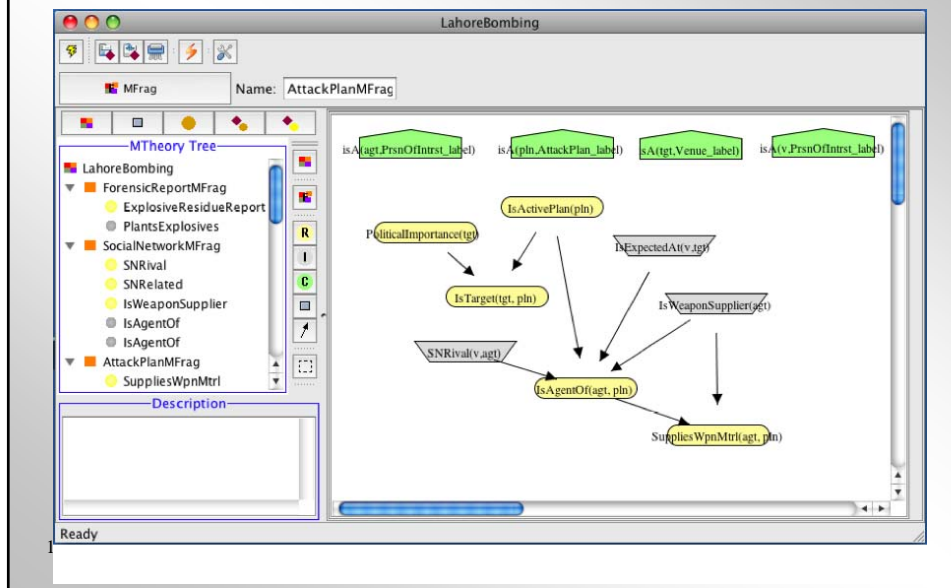 LahoreBombing
MFrag
Name: AttackPlanMFrag
MTheory Tree
LahoreBombing
ForensicReportMFrag
ExplosiveResidueReport
PlantsExplosives
SocialNetworkMFrag
SNRival
SNRelated
IsWeaponSupplier
IsAgentOf
IsAgentOf
AttackPlanMFrag
SuppliesWpnMtrl
R
I
C
isA(agt,PrsnOfIntrst_label)
isA(pln,AttackPlan_label)
isA(tgt,Venue_label)
isA(v,PrsnOfIntrst_label)
IsActivePlan(pln)
PoliticalImportance(tgt)
IsExpectedAt(v,tgt)
IsTarget(tgt, pln)
IsWeaponSupplier(agt)
SNRival(v,agt)
IsAgentOf(agt, pln)
SuppliesWpnMtrl(agt, pln)
Description
Ready